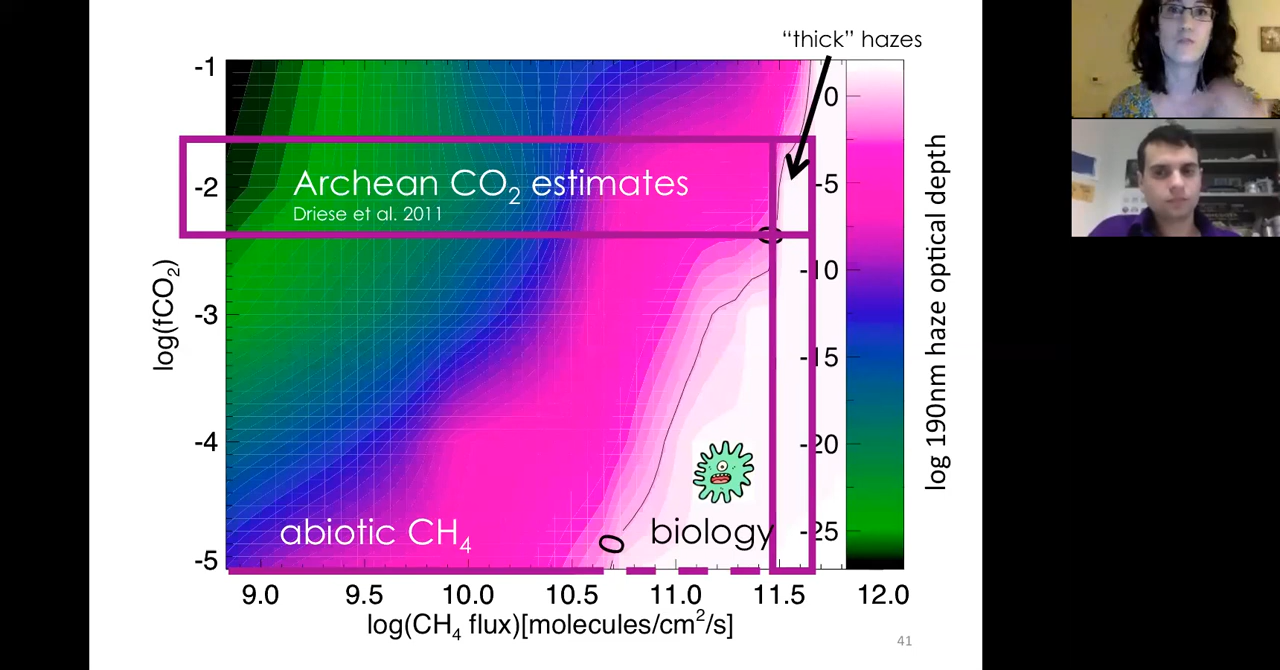 “thick” hazes
-1
-2
-3
-4
-5
log(fCO₂)
Archean CO₂ estimates
Driese et al. 2011
0
0
abiotic CH₄
biology
9.0 9.5 10.0 10.5 11.0 11.5 12.0
log(CH₄ flux)[molecules/cm²/s]
0
-5
-10
-15
-20
-25
log 190nm haze optical depth
41